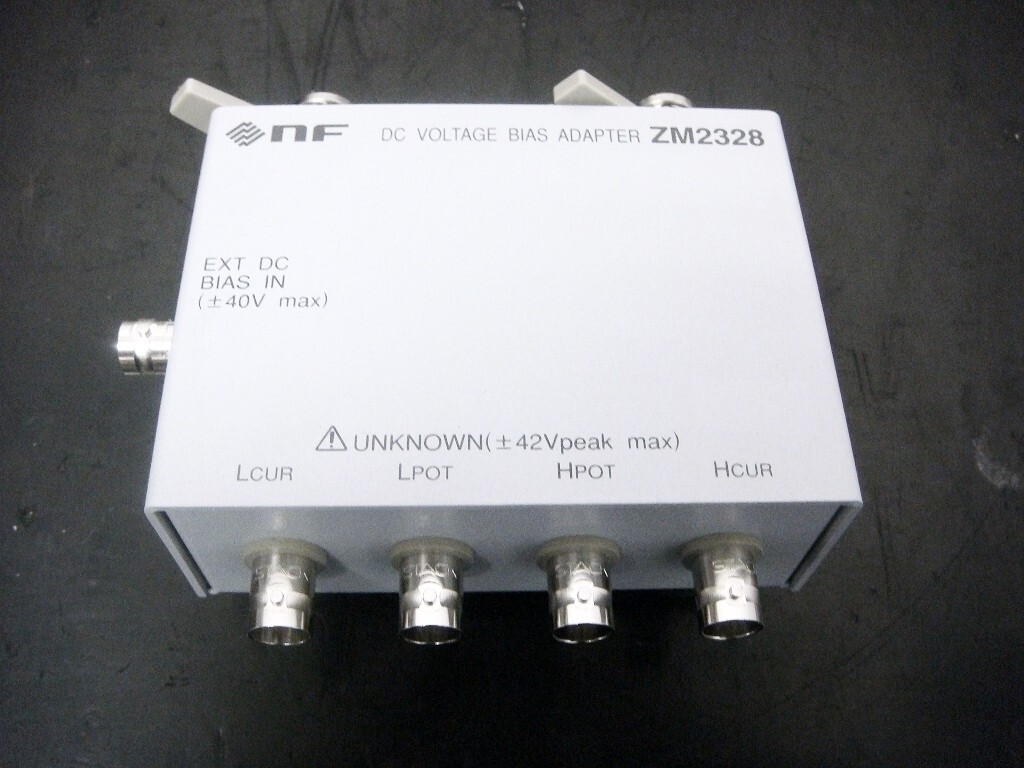 NF DC VOLTAGE BIAS ADAPTER ZM2328
EXT DC
BIAS IN
(±40V max)
UNKNOWN(±42Vpeak max)
LCUR LPOT HPOT HCUR